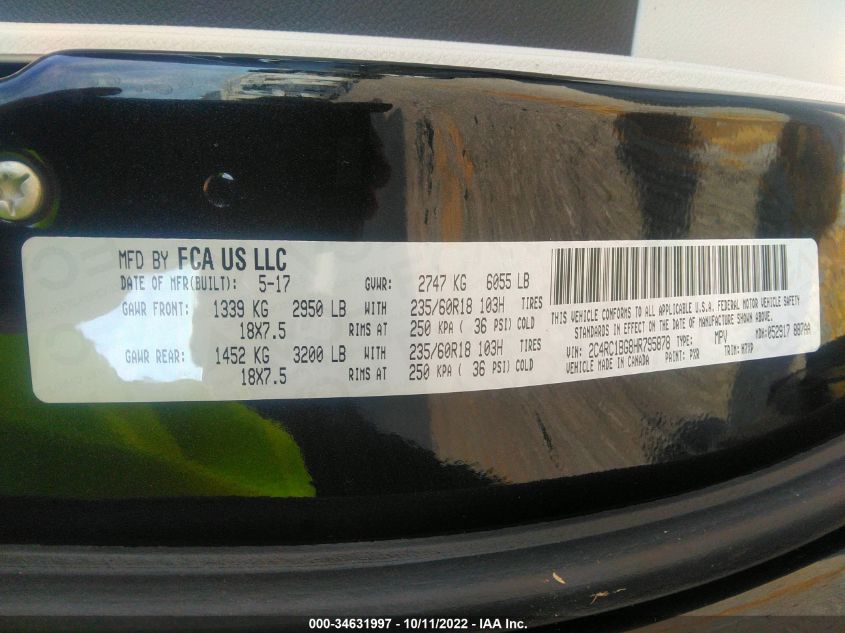 MFD BY FCA US LLC
DATE OF MFR(BUILT): 5-17 GVWR: 2747 KG 6055 LB
GAWR FRONT: 1339 KG 2950 LB WITH 235/60R18 103H TIRES
18X7.5 RIMS AT 250 KPA ( 36 PSI) COLD
GAWR REAR: 1452 KG 3200 LB WITH 235/60R18 103H TIRES
18X7.5 RIMS AT 250 KPA ( 36 PSI) COLD
THIS VEHICLE CONFORMS TO ALL APPLICABLE U.S.A. FEDERAL MOTOR VEHICLE SAFETY
STANDARDS IN EFFECT ON THE DATE OF MANUFACTURE SHOWN ABOVE.
VIN: 2C4RC1BG8HR795878 TYPE: MPV MDH:052917
VEHICLE MADE IN CANADA PAINT: PXR TRIM:
000-34631997 / 10/11/2022 / IAA Inc.